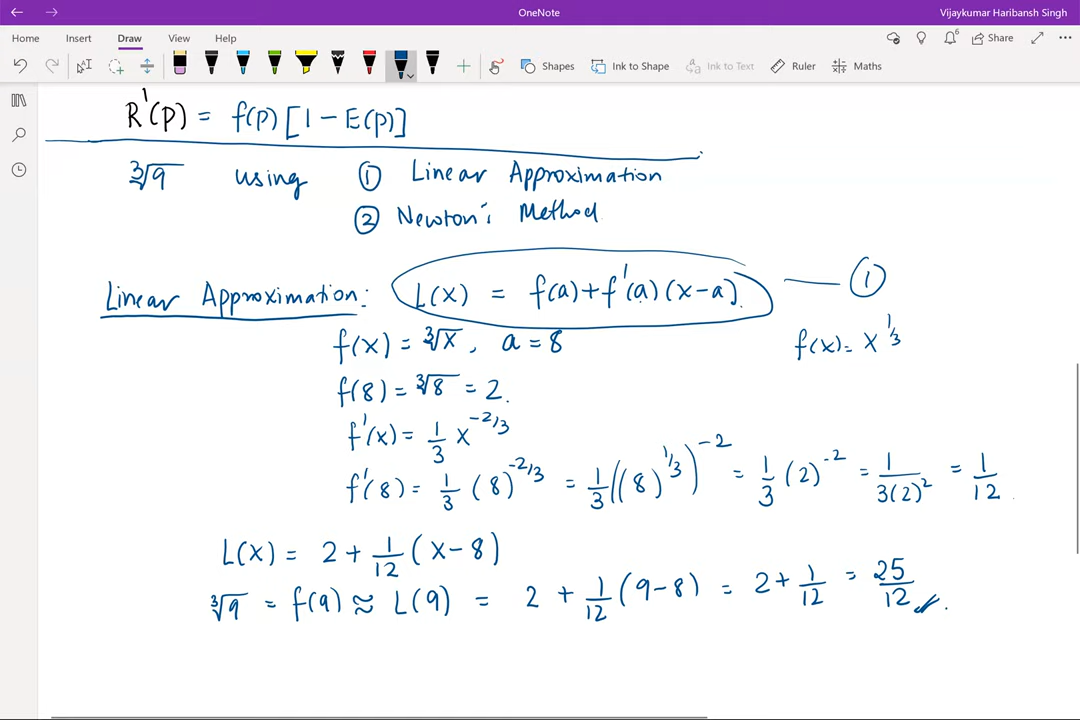 OneNote
Vijaykumar Haribansh Singh
Home Insert Draw View Help
6 Share
Shapes Ink to Shape Ink to Text Ruler Maths
R'(p) = f(p) [1 - E(p)]
∛9 using ① Linear Approximation
② Newton's Method
Linear Approximation: L(x) = f(a) + f'(a) (x-a). ①
f(x) = ∛x, a = 8 f(x) = x^1/3
f(8) = ∛8 = 2.
f'(x) = 1/3 x^-2/3
f'(8) = 1/3 (8)^-2/3 = 1/3 ((8)^1/3)^-2 = 1/3 (2)^-2 = 1/3(2)^2 = 1/12.
L(x) = 2 + 1/12 (x-8)
∛9 = f(9) ≈ L(9) = 2 + 1/12 (9-8) = 2 + 1/12 = 25/12.